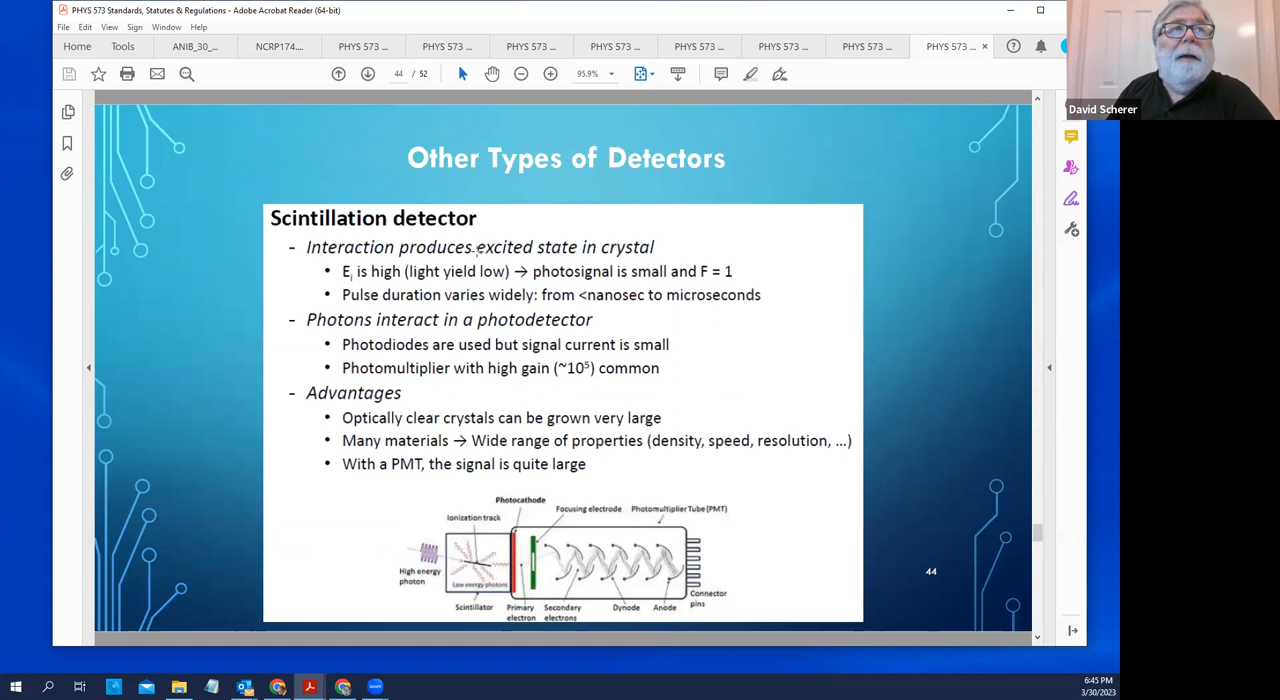 PHYS 573 Standards, Statutes & Regulations - Adobe Acrobat Reader (64-bit)
File Edit View Sign Window Help
Home Tools ANIB_30_... NCRP174.... PHYS 573 ... PHYS 573 ... PHYS 573 ... PHYS 573 ... PHYS 573 ... PHYS 573 ... PHYS 573 ... PHYS 573 ... ×
44 / 52 95.9%
David Scherer
Other Types of Detectors
Scintillation detector
- Interaction produces excited state in crystal
• Ei is high (light yield low) → photosignal is small and F = 1
• Pulse duration varies widely: from <nanosec to microseconds
- Photons interact in a photodetector
• Photodiodes are used but signal current is small
• Photomultiplier with high gain (~10⁵) common
- Advantages
• Optically clear crystals can be grown very large
• Many materials → Wide range of properties (density, speed, resolution, ...)
• With a PMT, the signal is quite large
Photocathode
Ionization track
Focusing electrode
Photomultiplier Tube (PMT)
High energy
photon
Low energy photons
Scintillator
Primary
electron
Secondary
electrons
Dynode
Anode
Connector
pins
44
6:45 PM
3/30/2023